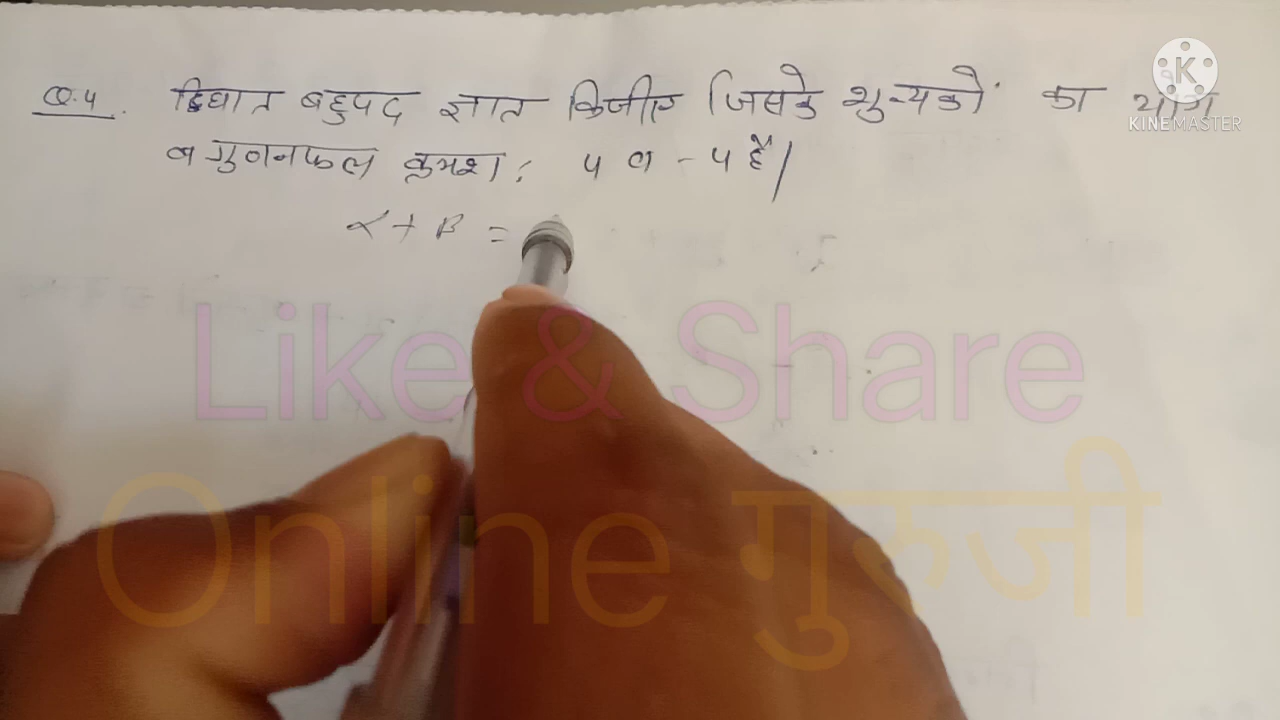 Q.4. द्विघात बहुपद ज्ञात किजीए जिसके शुन्यकों का योग
व गुणनफल क्रमश: 4 व -4 है।
α + β =
KINEMASTER
Like & Share
Online गुरुजी